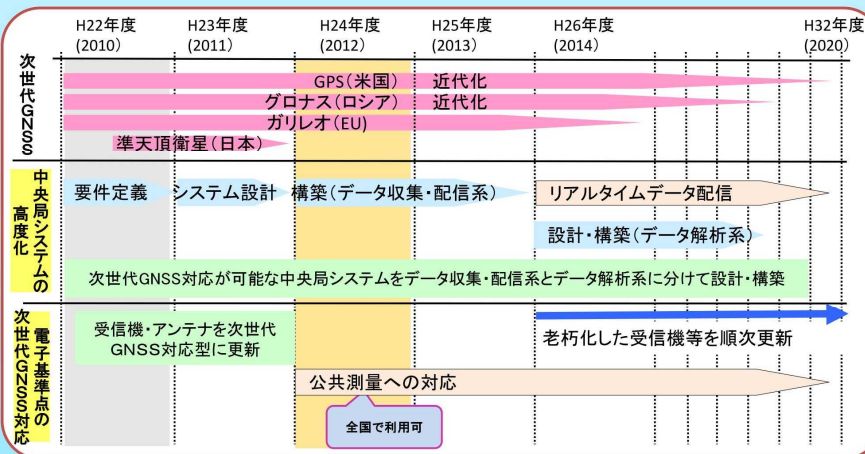 H22年度
(2010)
H23年度
(2011)
H24年度
(2012)
H25年度
(2013)
H26年度
(2014)
H32年度
(2020)
次世代GNSS
GPS(米国) 近代化
グロナス(ロシア) 近代化
ガリレオ(EU)
準天頂衛星(日本)
中央局システムの
高度化
要件定義
システム設計
構築(データ収集・配信系)
リアルタイムデータ配信
設計・構築(データ解析系)
次世代GNSS対応が可能な中央局システムをデータ収集・配信系とデータ解析系に分けて設計・構築
電子基準点の
次世代GNSS対応
受信機・アンテナを次世代
GNSS対応型に更新
老朽化した受信機等を順次更新
公共測量への対応
全国で利用可